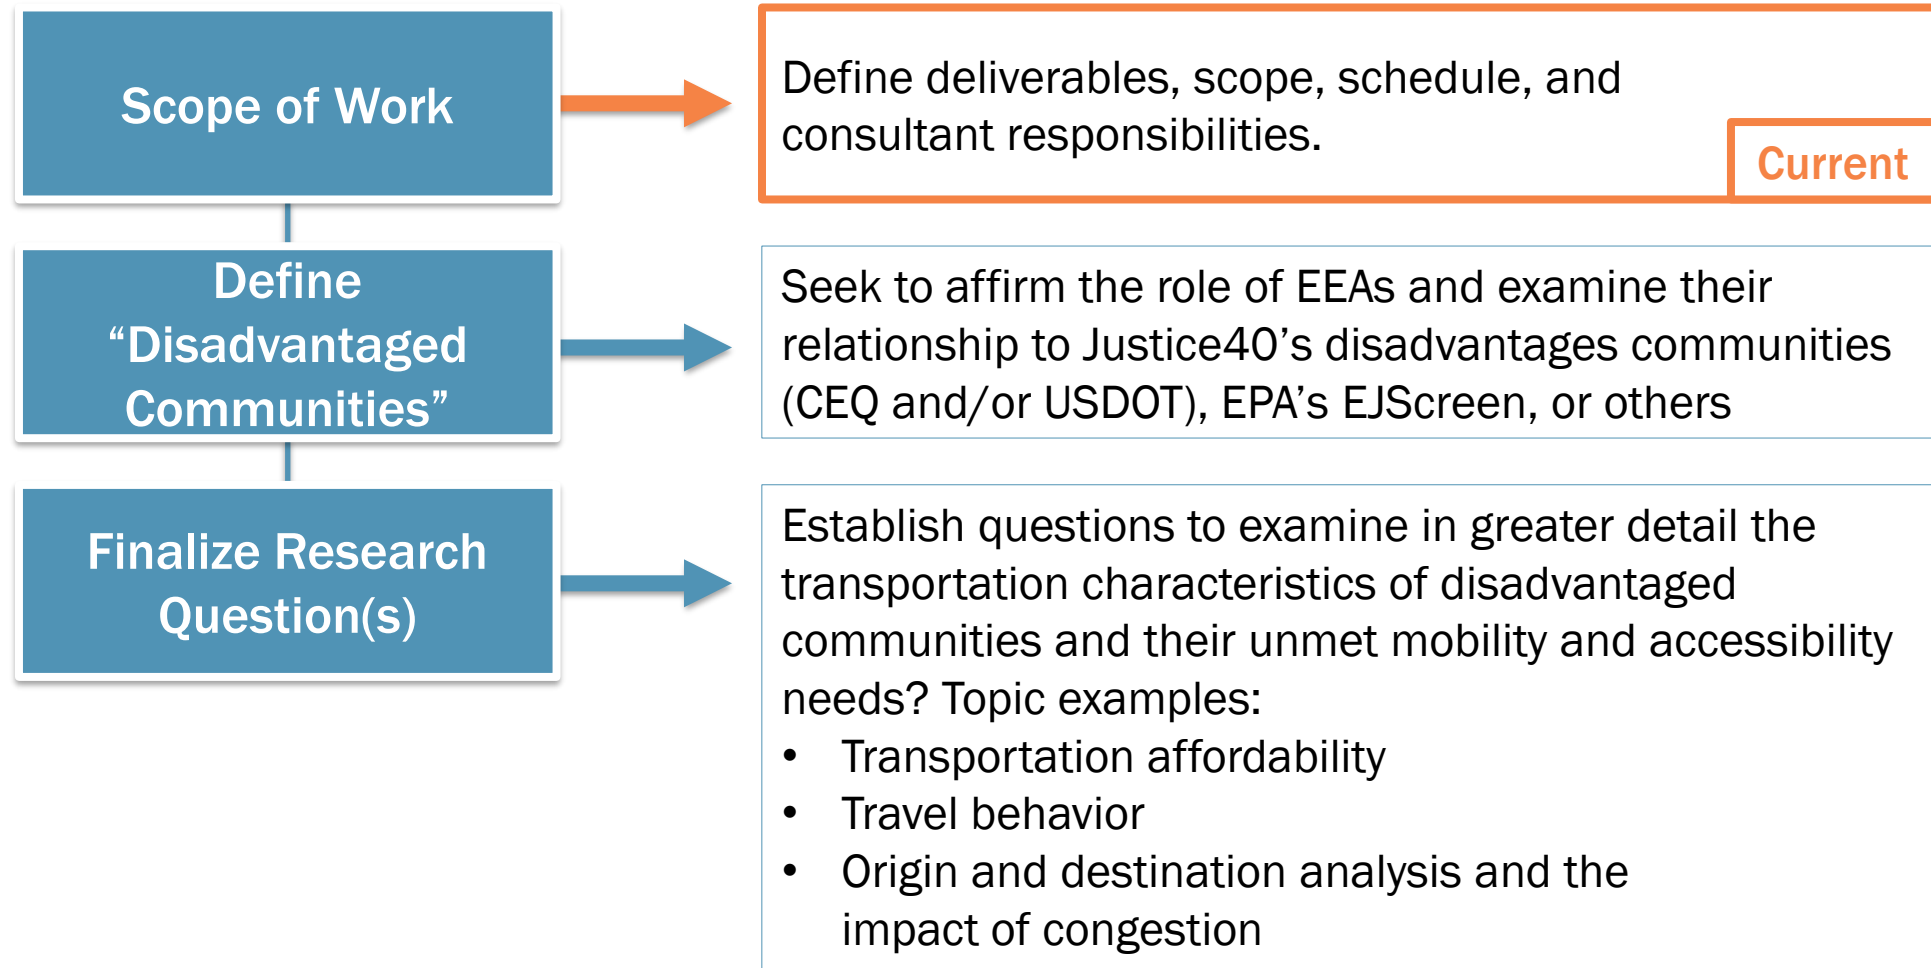 Scope of Work
Define deliverables, scope, schedule, and
consultant responsibilities.
Current
Define
“Disadvantaged
Communities”
Seek to affirm the role of EEAs and examine their
relationship to Justice40’s disadvantages communities
(CEQ and/or USDOT), EPA’s EJScreen, or others
Finalize Research
Question(s)
Establish questions to examine in greater detail the
transportation characteristics of disadvantaged
communities and their unmet mobility and accessibility
needs? Topic examples:
• Transportation affordability
• Travel behavior
• Origin and destination analysis and the
impact of congestion